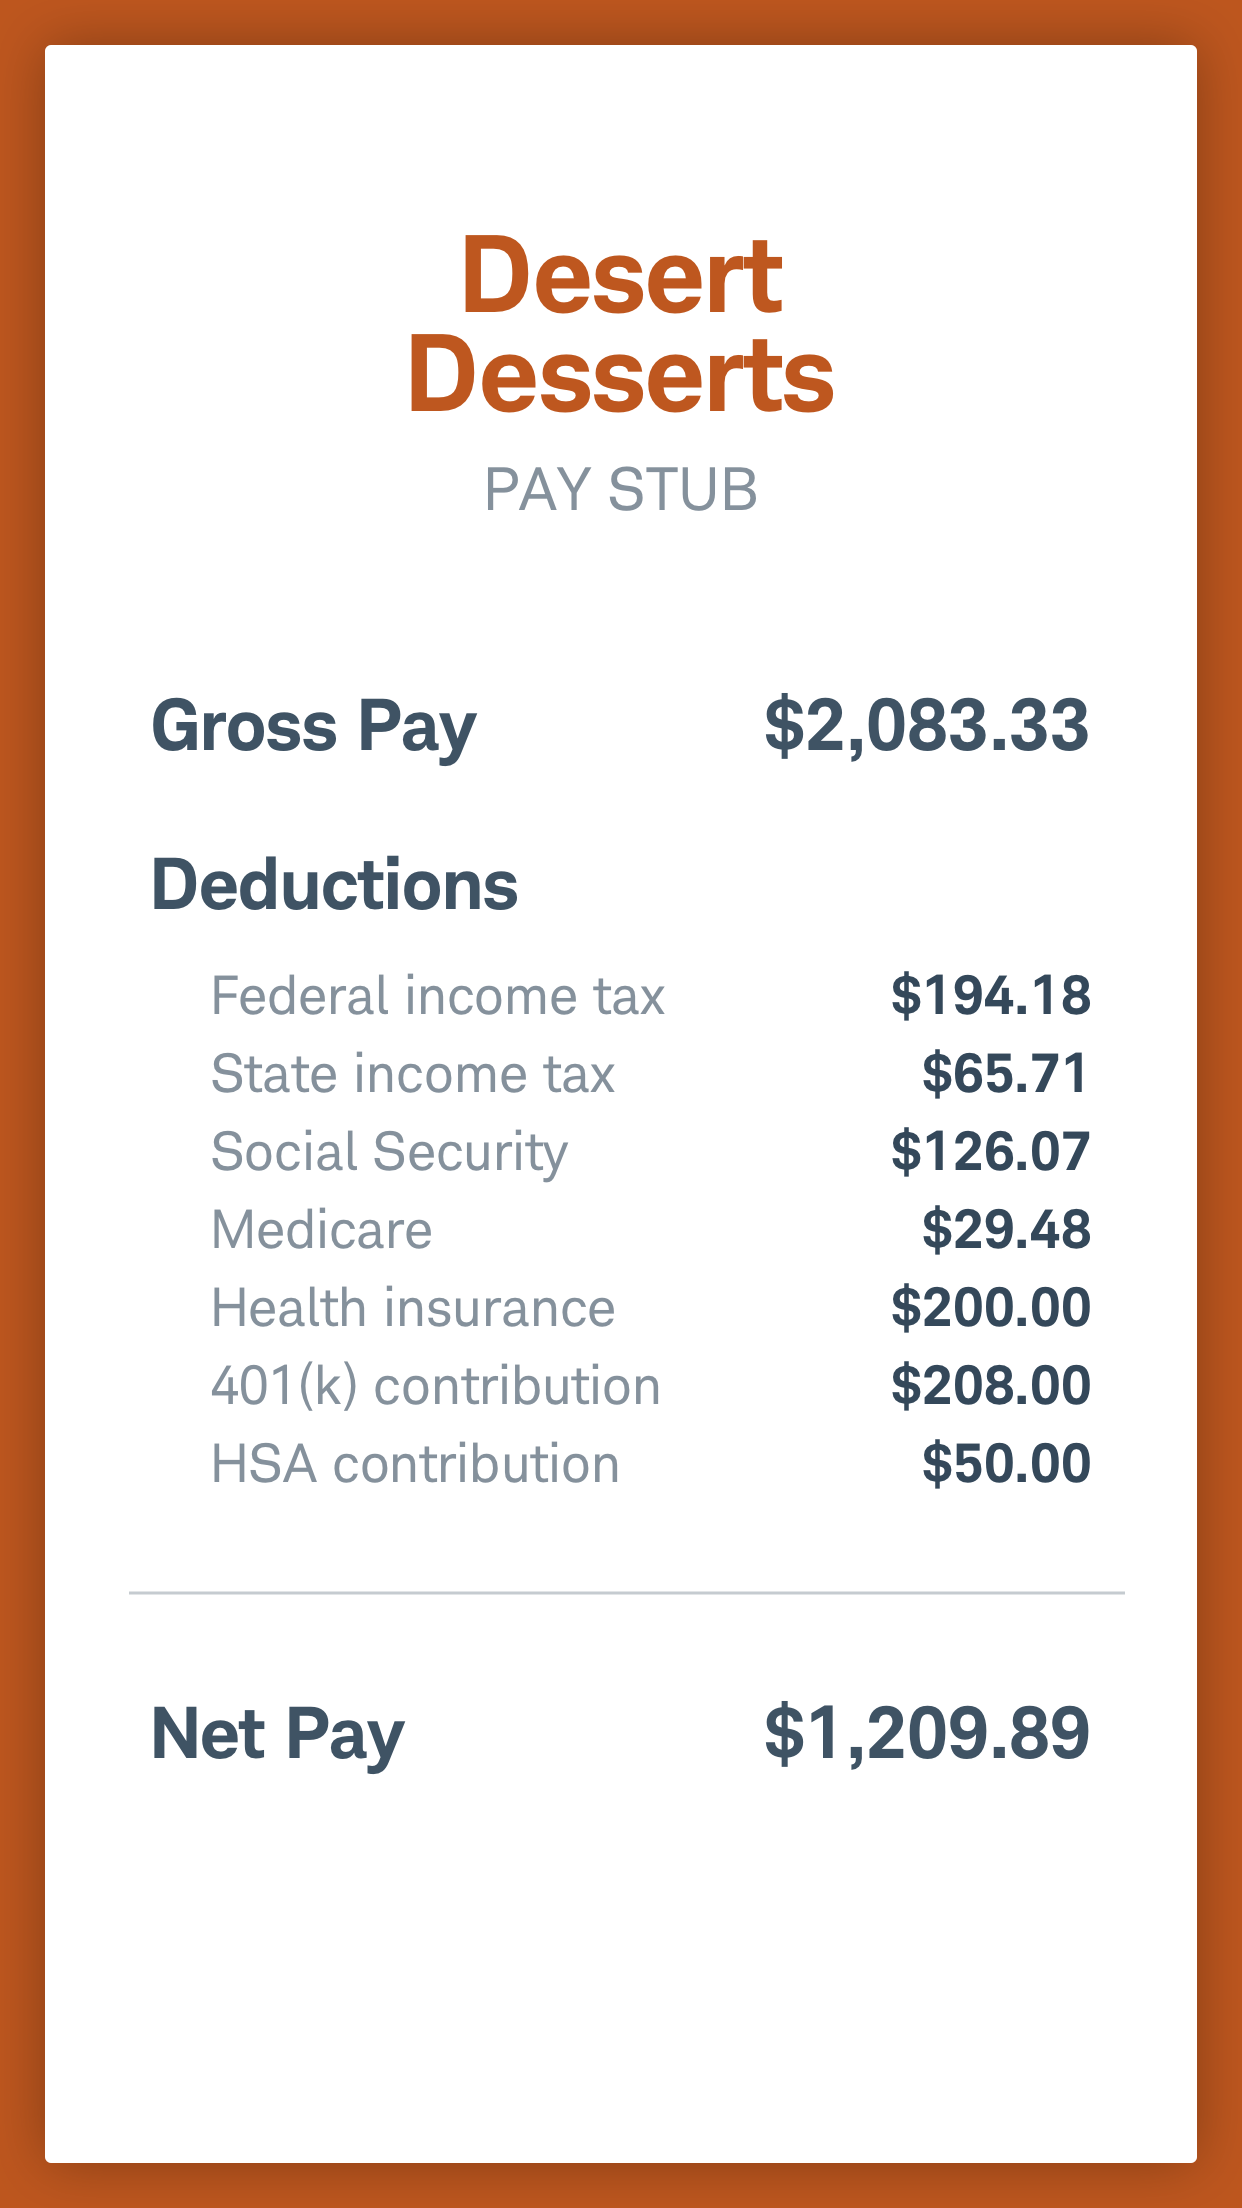 Desert
Desserts
PAY STUB
Gross Pay $2,083.33
Deductions
Federal income tax $194.18
State income tax $65.71
Social Security $126.07
Medicare $29.48
Health insurance $200.00
401(k) contribution $208.00
HSA contribution $50.00
Net Pay $1,209.89